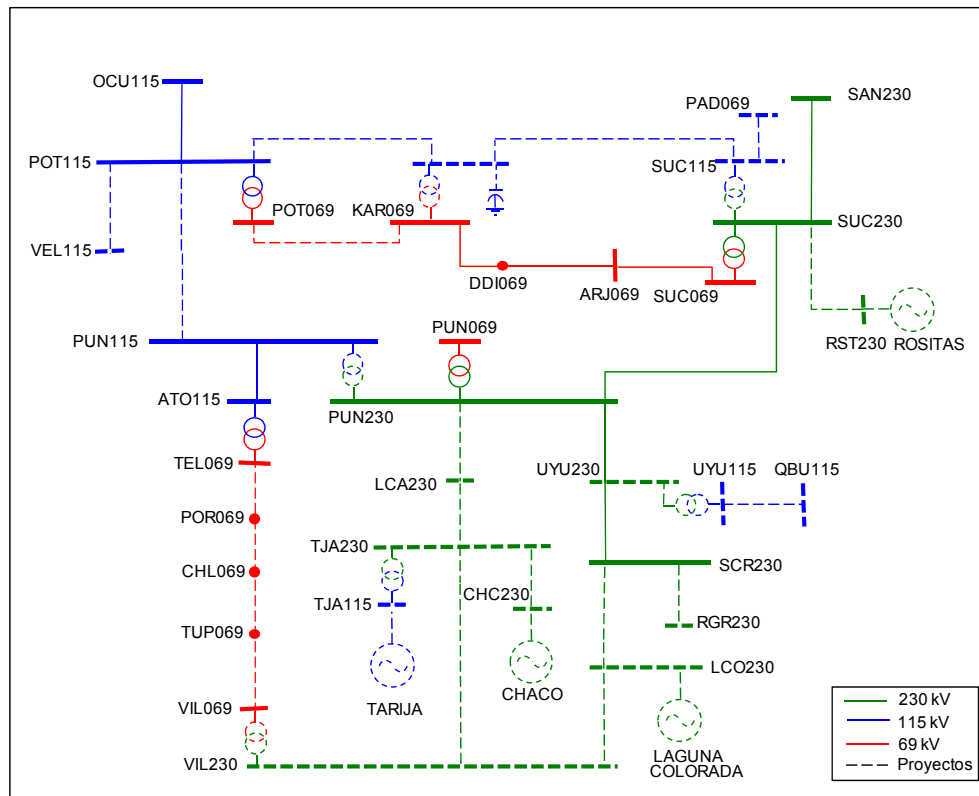 OCU115
PAD069
SAN230
POT115
SUC115
POT069
KAR069
SUC230
VEL115
DDI069
ARJ069
SUC069
PUN115
PUN069
RST230
ROSITAS
ATO115
PUN230
TEL069
LCA230
UYU230
UYU115
QBU115
POR069
TJA230
CHL069
SCR230
CHC230
TJA115
RGR230
TUP069
LCO230
CHACO
TARIJA
VIL069
230 kV
115 kV
69 kV
Proyectos
LAGUNA
COLORADA
VIL230